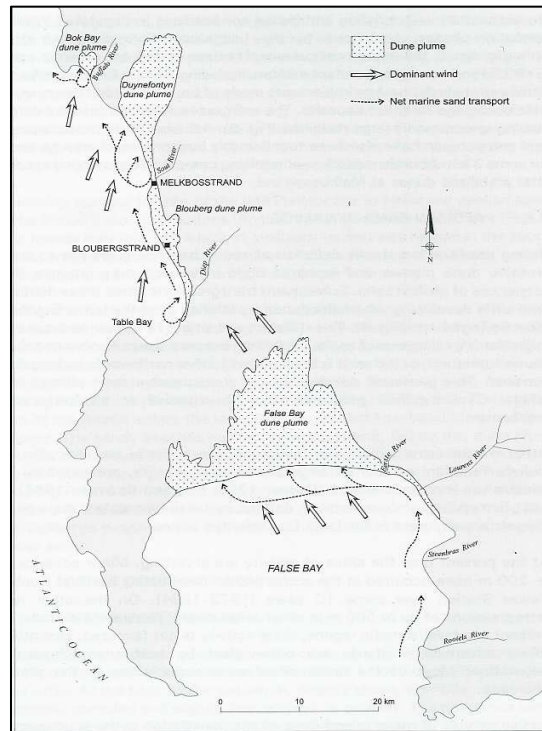 Bok Bay
dune plume
Buffels River
Duynefontyn
dune plume
Dune plume
Dominant wind
Net marine sand transport
Sout River
MELKBOSSTRAND
Blouberg dune plume
BLOUBERGSTRAND
Diep River
N
Table Bay
False Bay
dune plume
Eerste River
Lourens River
Steenbras River
FALSE BAY
ATLANTIC OCEAN
Rooiels River
0 10 20 km